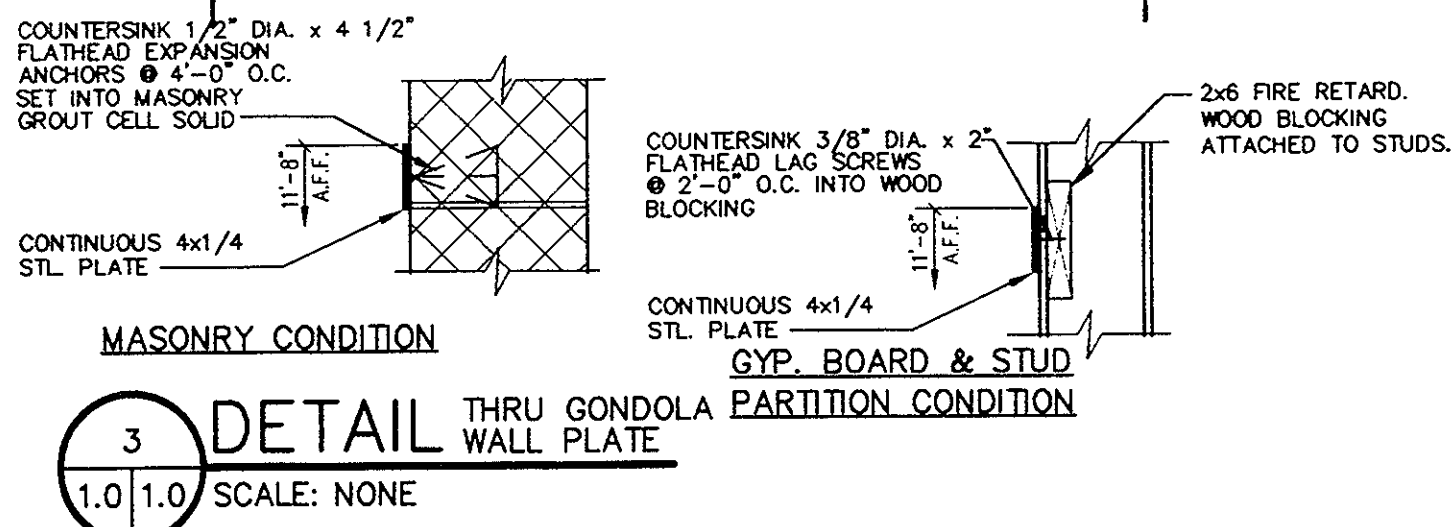 COUNTERSINK 1/2" DIA. x 4 1/2"
FLATHEAD EXPANSION
ANCHORS @ 4'-0" O.C.
SET INTO MASONRY
GROUT CELL SOLID
11'-8"
A.F.F.
CONTINUOUS 4x1/4
STL. PLATE
MASONRY CONDITION
COUNTERSINK 3/8" DIA. x 2"
FLATHEAD LAG SCREWS
@ 2'-0" O.C. INTO WOOD
BLOCKING
2x6 FIRE RETARD.
WOOD BLOCKING
ATTACHED TO STUDS.
11'-8"
A.F.F.
CONTINUOUS 4x1/4
STL. PLATE
GYP. BOARD & STUD
PARTITION CONDITION
3
1.0 1.0
DETAIL THRU GONDOLA
WALL PLATE
SCALE: NONE